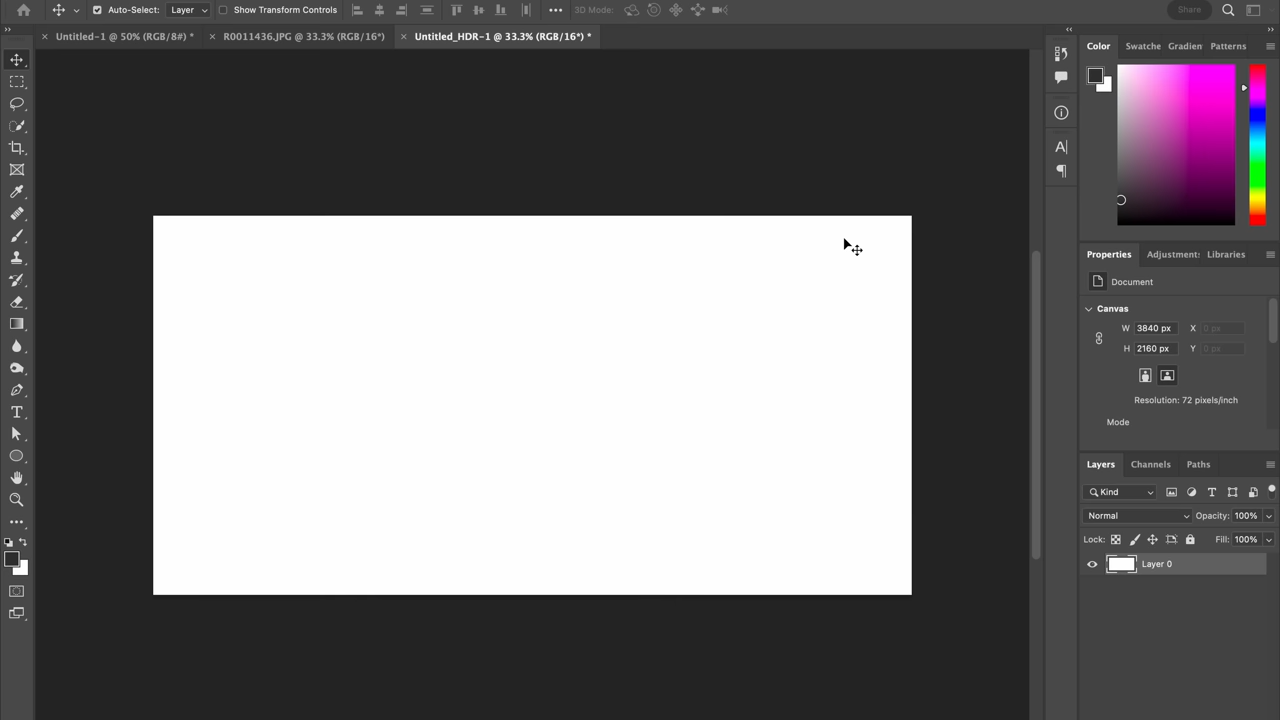 Auto-Select: Layer Show Transform Controls 3D Mode: Share
Untitled-1 @ 50% (RGB/8#) * R0011436.JPG @ 33.3% (RGB/16*) Untitled_HDR-1 @ 33.3% (RGB/16*) *
Color Swatche Gradien Patterns
Properties Adjustment: Libraries
Document
Canvas
W 3840 px X 0 px
H 2160 px Y 0 px
Resolution: 72 pixels/inch
Mode
Layers Channels Paths
Kind
Normal Opacity: 100%
Lock: Fill: 100%
Layer 0